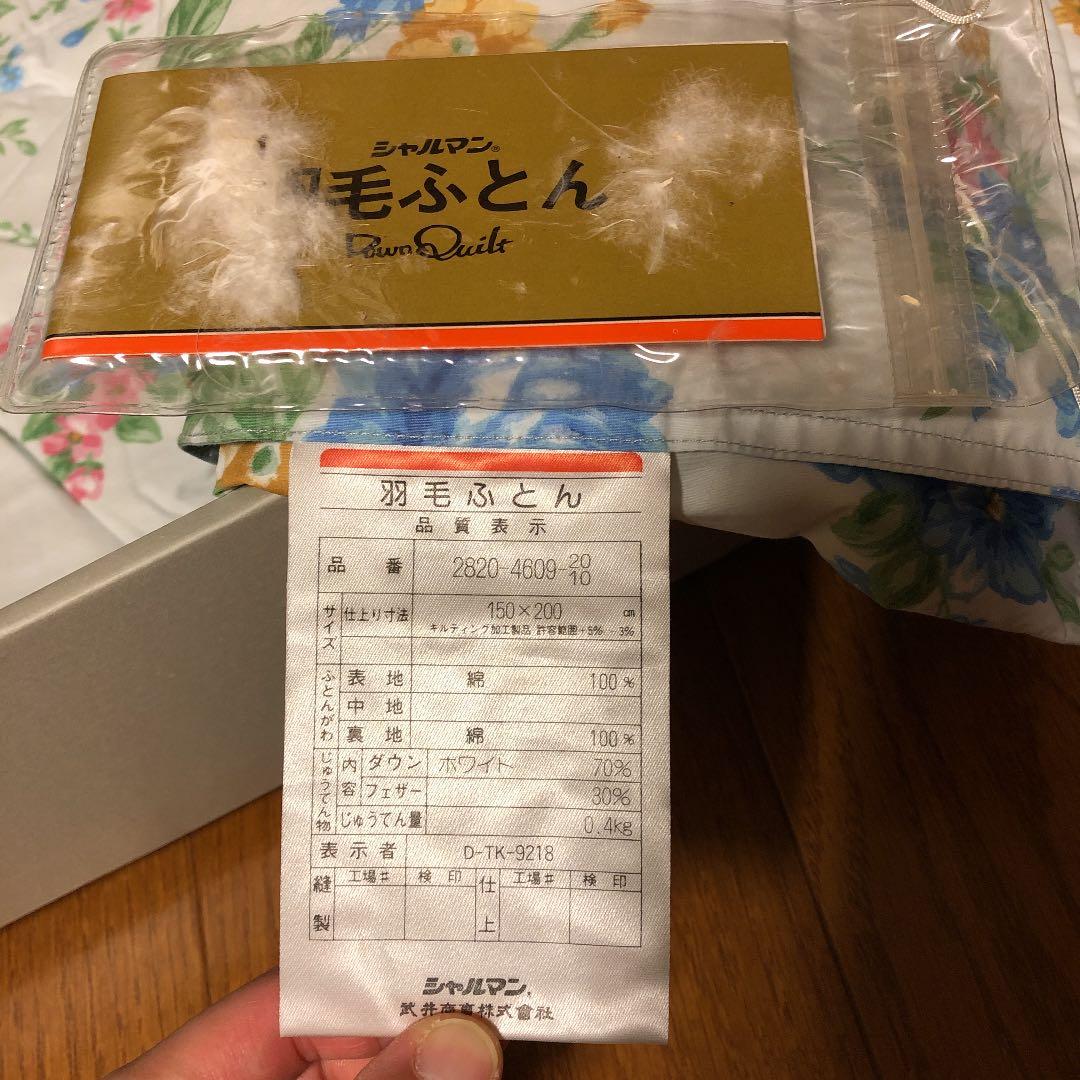 シャルマン®
羽毛ふとん
Down Quilt
羽毛ふとん
品質表示
品番 2820-4609-20/10
サイズ 仕上り寸法 150×200 cm
キルティング加工製品 許容範囲+5% -3%
ふとんがわ 表地 綿 100%
中地
裏地 綿 100%
じゅうてん物 内容 ダウン ホワイト 70%
フェザー 30%
じゅうてん量 0.4kg
表示者 D-TK-9218
縫製 工場# 検印 仕上 工場# 検印
シャルマン®
武井商事株式會社